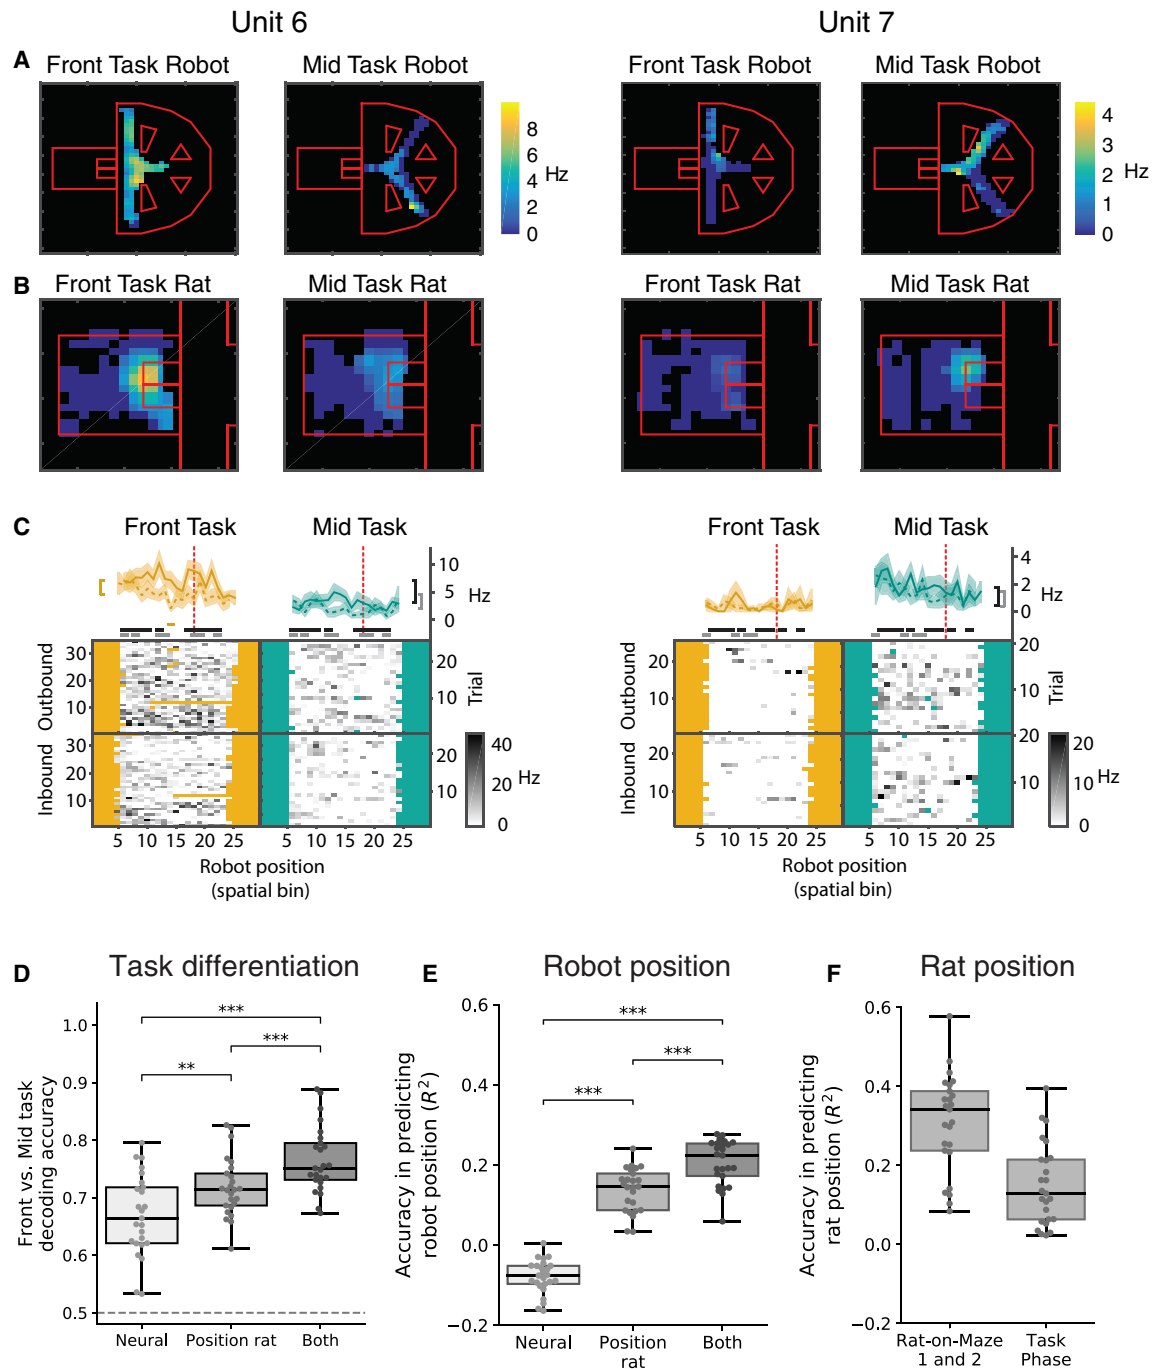 Unit 6 Unit 7
A Front Task Robot Mid Task Robot Front Task Robot Mid Task Robot
8 6 4 2 0 Hz
4 3 2 1 0 Hz
B Front Task Rat Mid Task Rat Front Task Rat Mid Task Rat
C Front Task Mid Task Front Task Mid Task
10 5 0 Hz
4 2 0 Hz
Outbound 30 20 10
20 10 Trial
Inbound 30 20 10
20 10
40 20 0 Hz
Outbound 20 10
20 10 Trial
Inbound 20 10
20 10
20 10 0 Hz
5 10 15 20 25 5 10 15 20 25
Robot position
(spatial bin)
5 10 15 20 25 5 10 15 20 25
Robot position
(spatial bin)
D Task differentiation
Front vs. Mid task
decoding accuracy
1.0
0.9
0.8
0.7
0.6
0.5
***
***
**
Neural Position rat Both
E Robot position
Accuracy in predicting
robot position (R²)
0.6
0.4
0.2
0.0
−0.2
***
***
***
Neural Position Both
rat
F Rat position
Accuracy in predicting
rat position (R²)
0.6
0.4
0.2
0.0
−0.2
Rat-on-Maze Task
1 and 2 Phase